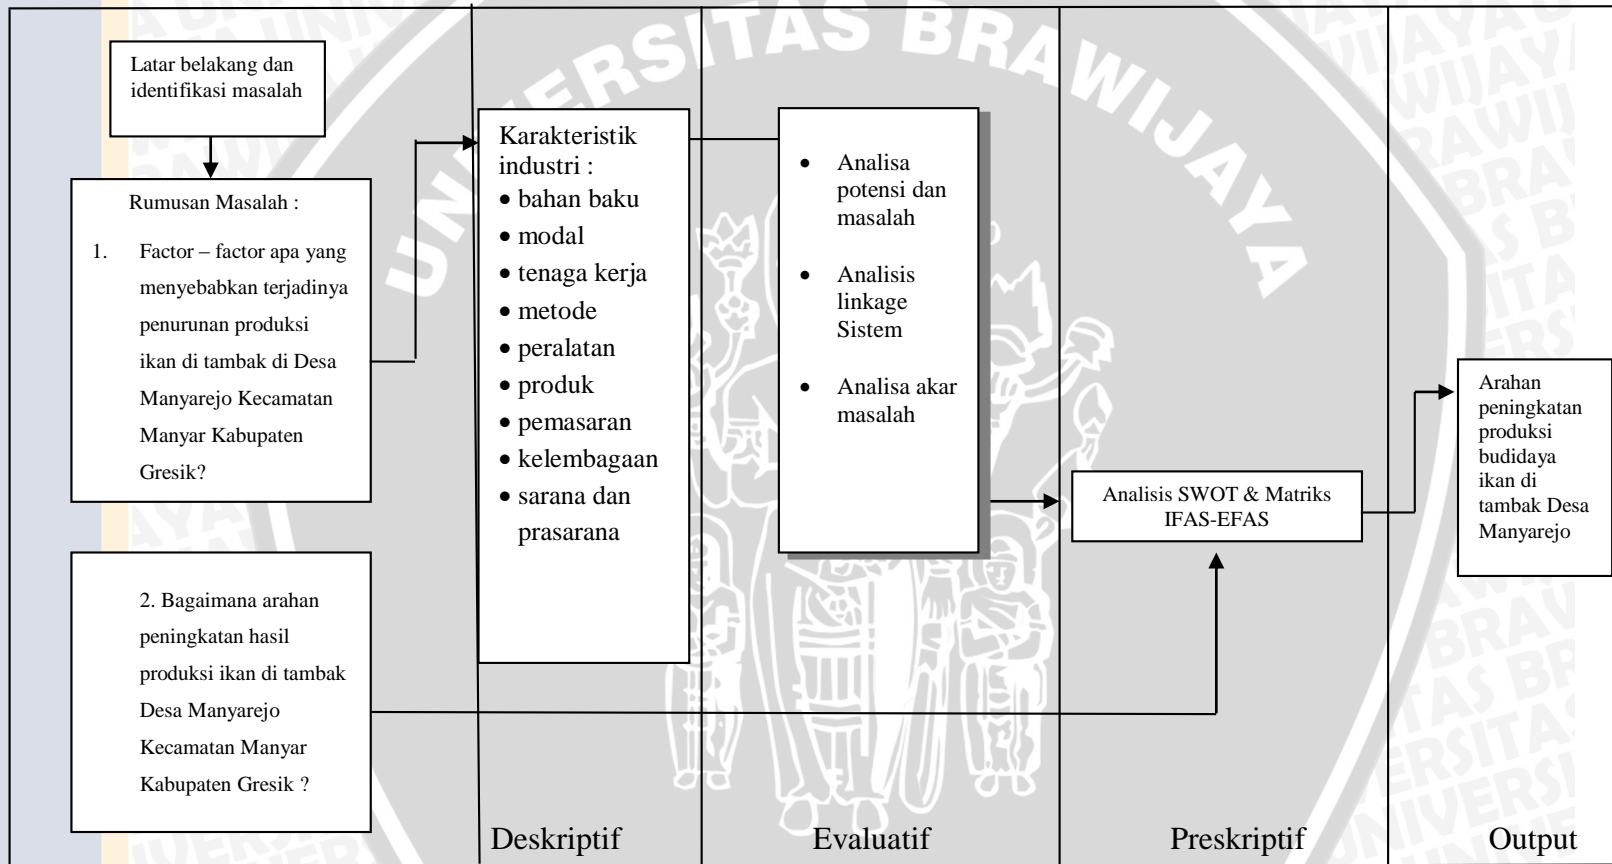 UNIVERSITAS BRAWIJAYA
Latar belakang dan
identifikasi masalah
Rumusan Masalah :
1. Factor – factor apa yang
menyebabkan terjadinya
penurunan produksi
ikan di tambak di Desa
Manyarejo Kecamatan
Manyar Kabupaten
Gresik?
2. Bagaimana arahan
peningkatan hasil
produksi ikan di tambak
Desa Manyarejo
Kecamatan Manyar
Kabupaten Gresik ?
Karakteristik
industri :
• bahan baku
• modal
• tenaga kerja
• metode
• peralatan
• produk
• pemasaran
• kelembagaan
• sarana dan
prasarana
• Analisa
potensi dan
masalah
• Analisis
linkage
Sistem
• Analisa akar
masalah
Analisis SWOT & Matriks
IFAS-EFAS
Arahan
peningkatan
produksi
budidaya
ikan di
tambak Desa
Manyarejo
Deskriptif
Evaluatif
Preskriptif
Output